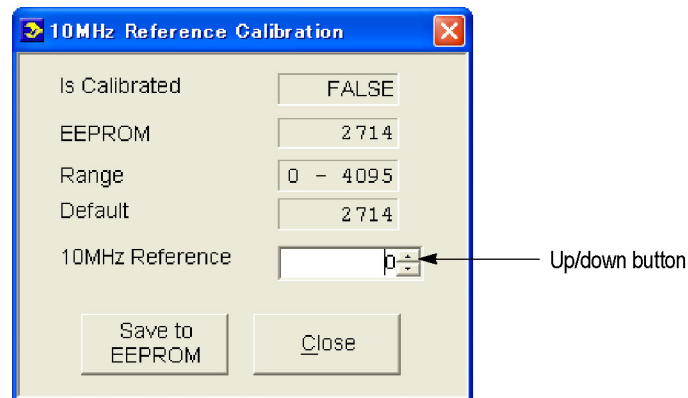 10MHz Reference Calibration
Is Calibrated FALSE
EEPROM 2714
Range 0 - 4095
Default 2714
10MHz Reference 0
Up/down button
Save to
EEPROM
Close